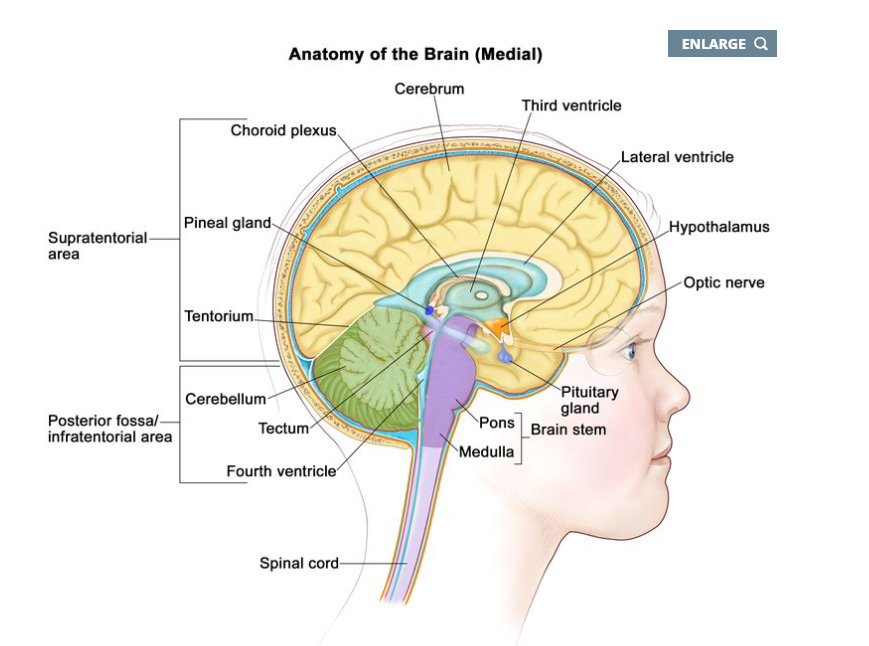 ENLARGE
Anatomy of the Brain (Medial)
Cerebrum
Third ventricle
Choroid plexus
Lateral ventricle
Pineal gland
Hypothalamus
Supratentorial
area
Optic nerve
Tentorium
Cerebellum
Pituitary
gland
Posterior fossa/
infratentorial area
Tectum
Pons
Brain stem
Medulla
Fourth ventricle
Spinal cord